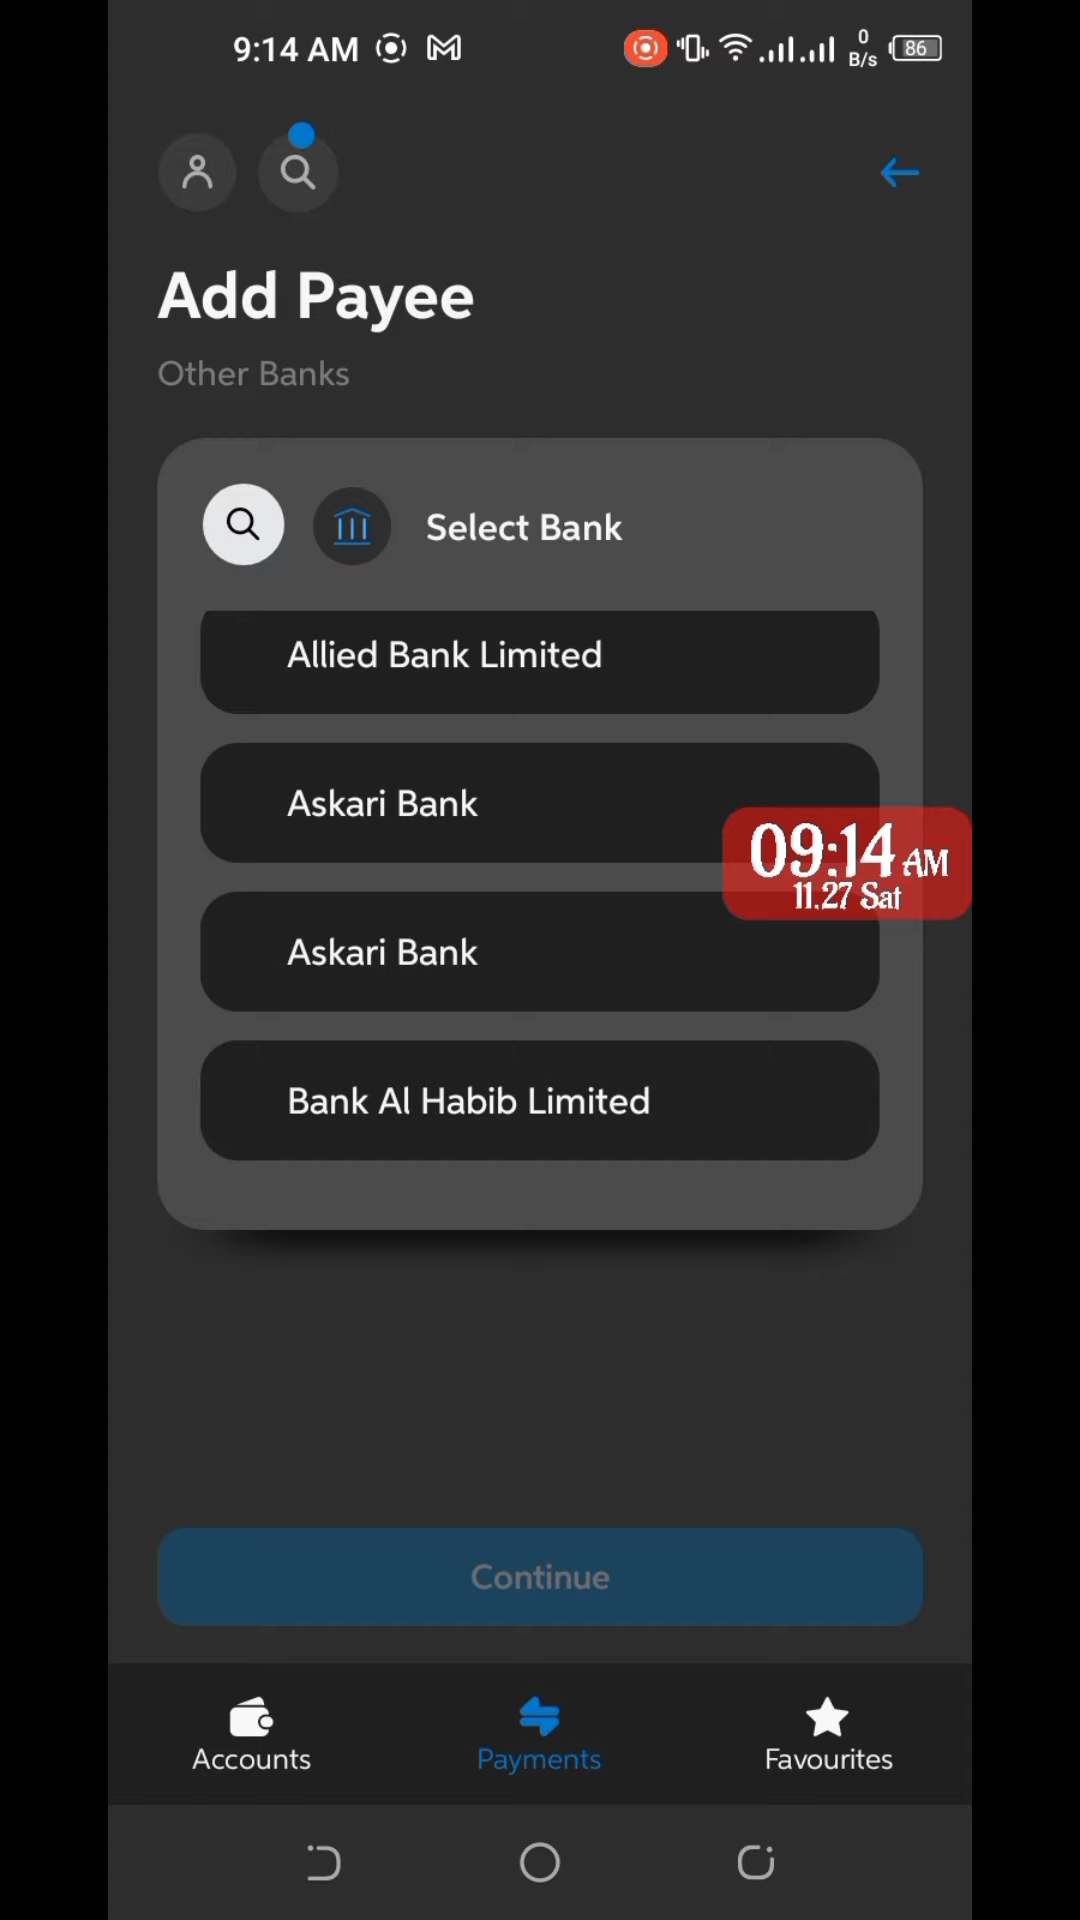 9:14 AM
0
B/s
86
Add Payee
Other Banks
Select Bank
Allied Bank Limited
Askari Bank
09:14 AM
11.27 Sat
Askari Bank
Bank Al Habib Limited
Continue
Accounts
Payments
Favourites